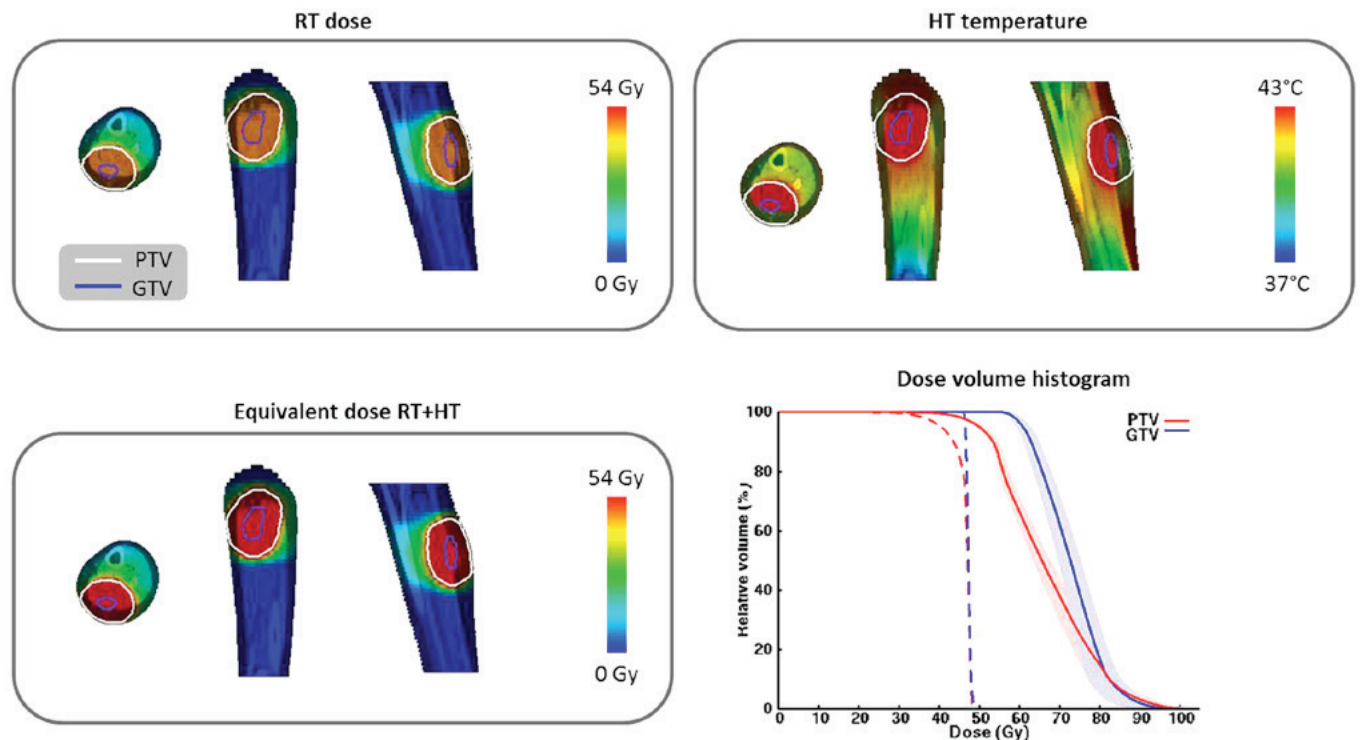 RT dose
54 Gy
0 Gy
PTV
GTV
HT temperature
43°C
37°C
Equivalent dose RT+HT
54 Gy
0 Gy
Dose volume histogram
PTV
GTV
Relative volume (%)
100
80
60
40
20
0
0 10 20 30 40 50 60 70 80 90 100
Dose (Gy)